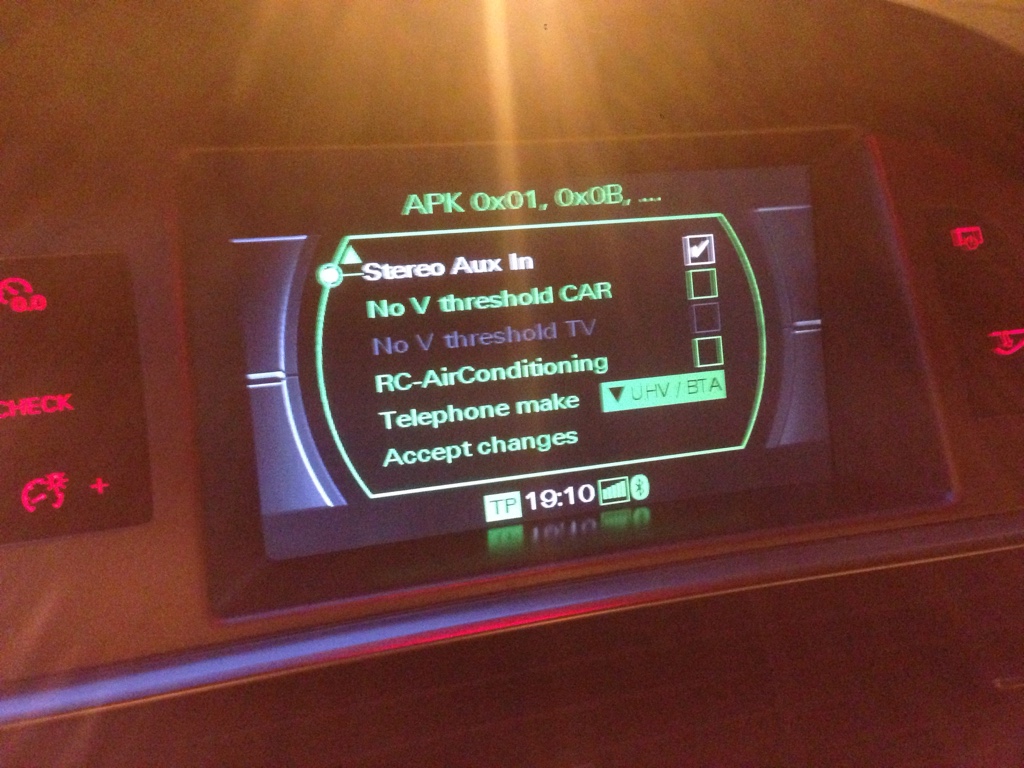 APK 0x01, 0x0B, ...
Stereo Aux In
No V threshold CAR
No V threshold TV
RC-AirConditioning
Telephone make UHV / BTA
Accept changes
TP 19:10
CHECK
+